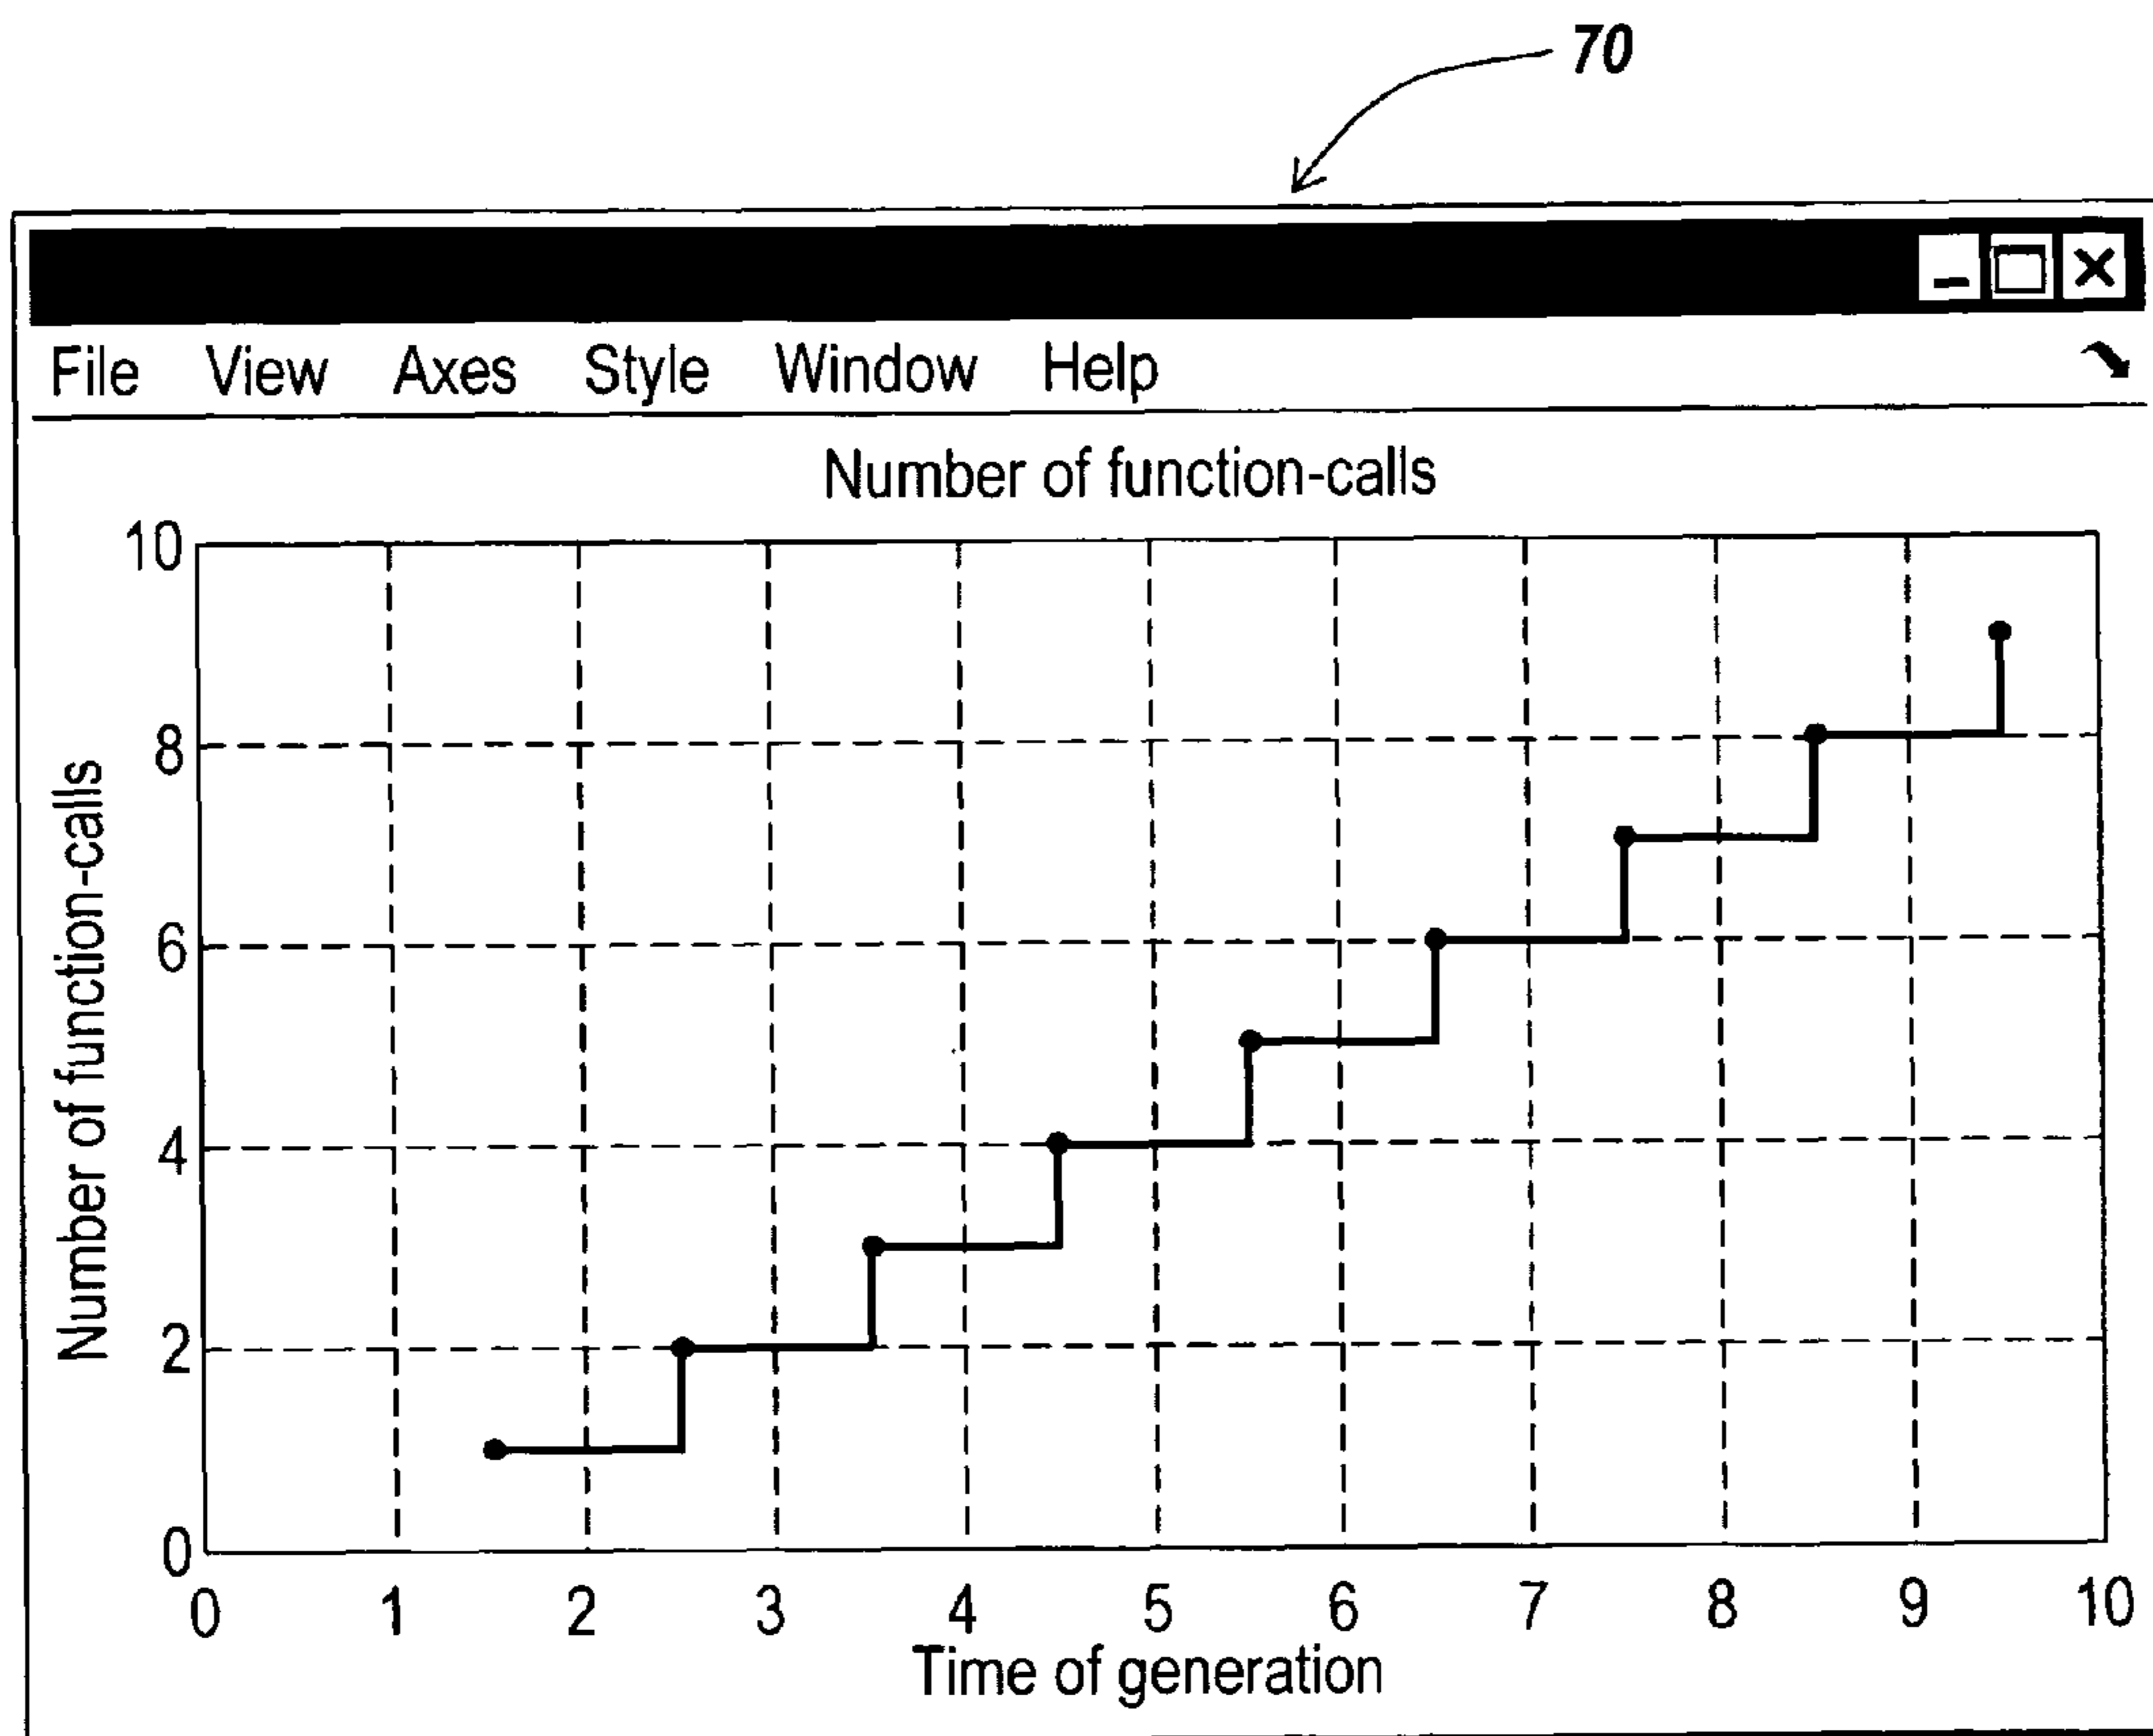 70
File View Axes Style Window Help
Number of function-calls
10
8
6
4
2
0
Number of function-calls
0 1 2 3 4 5 6 7 8 9 10
Time of generation